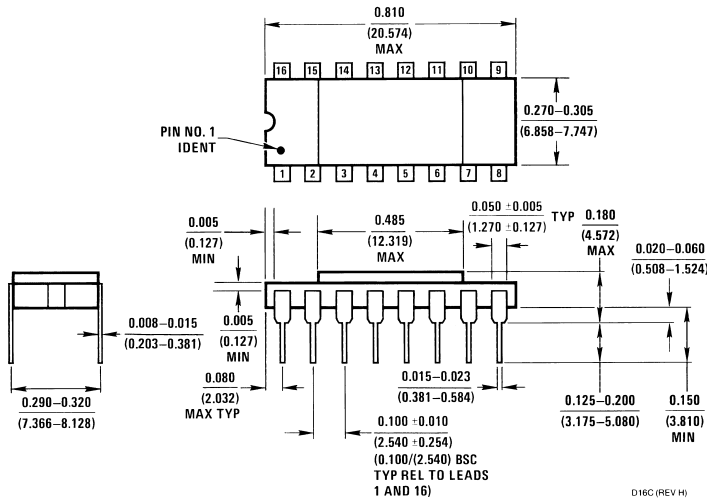 0.810
(20.574)
MAX
16 15 14 13 12 11 10 9
0.270–0.305
(6.858–7.747)
PIN NO. 1
IDENT
1 2 3 4 5 6 7 8
0.005
(0.127)
MIN
0.485
(12.319)
MAX
0.050 ±0.005
(1.270 ±0.127)
TYP
0.180
(4.572)
MAX
0.020–0.060
(0.508–1.524)
0.008–0.015
(0.203–0.381)
0.005
(0.127)
MIN
0.290–0.320
(7.366–8.128)
0.080
(2.032)
MAX TYP
0.015–0.023
(0.381–0.584)
0.125–0.200
(3.175–5.080)
0.150
(3.810)
MIN
0.100 ±0.010
(2.540 ±0.254)
(0.100/(2.540) BSC
TYP REL TO LEADS
1 AND 16)
D16C (REV H)